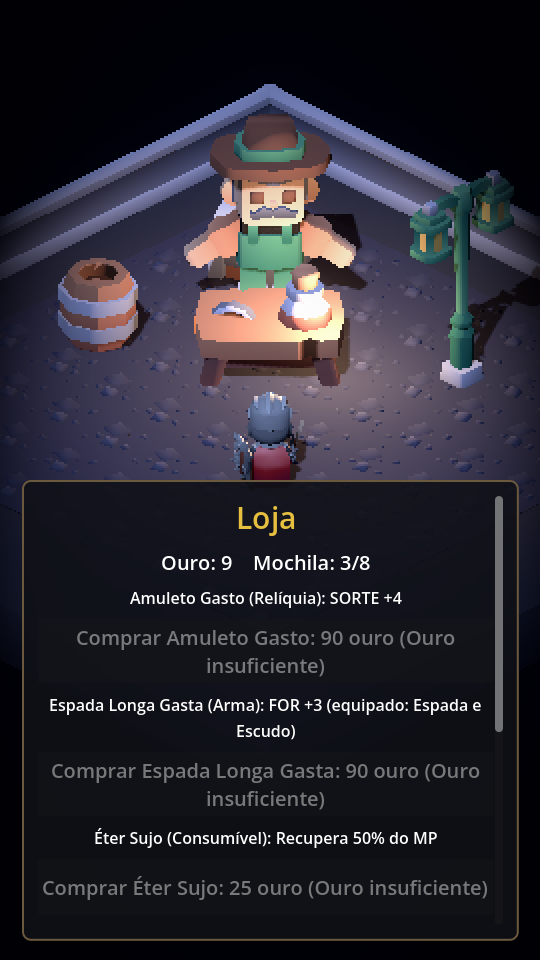 Loja
Ouro: 9    Mochila: 3/8
Amuleto Gasto (Relíquia): SORTE +4
Comprar Amuleto Gasto: 90 ouro (Ouro
insuficiente)
Espada Longa Gasta (Arma): FOR +3 (equipado: Espada e
Escudo)
Comprar Espada Longa Gasta: 90 ouro (Ouro
insuficiente)
Éter Sujo (Consumível): Recupera 50% do MP
Comprar Éter Sujo: 25 ouro (Ouro insuficiente)